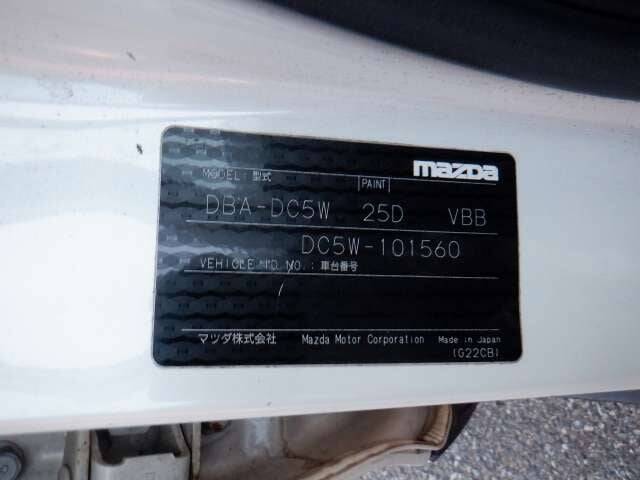 mazda
MODEL: 型式 PAINT
DBA-DC5W 25D VBB
DC5W-101560
VEHICLE I'D NO.: 車台番号
マツダ株式会社 Mazda Motor Corporation Made in Japan
(G22CB)